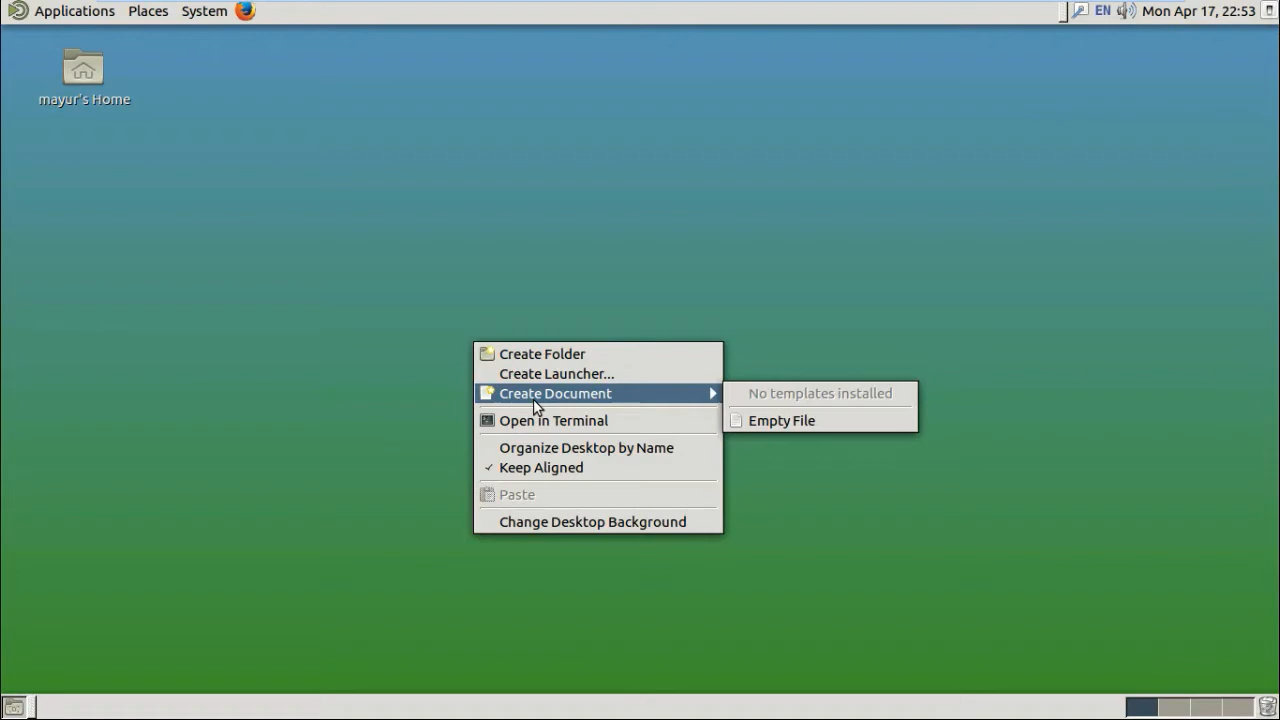 Applications Places System
EN Mon Apr 17, 22:53
mayur's Home
Create Folder
Create Launcher...
Create Document
No templates installed
Open in Terminal
Empty File
Organize Desktop by Name
✓ Keep Aligned
Paste
Change Desktop Background